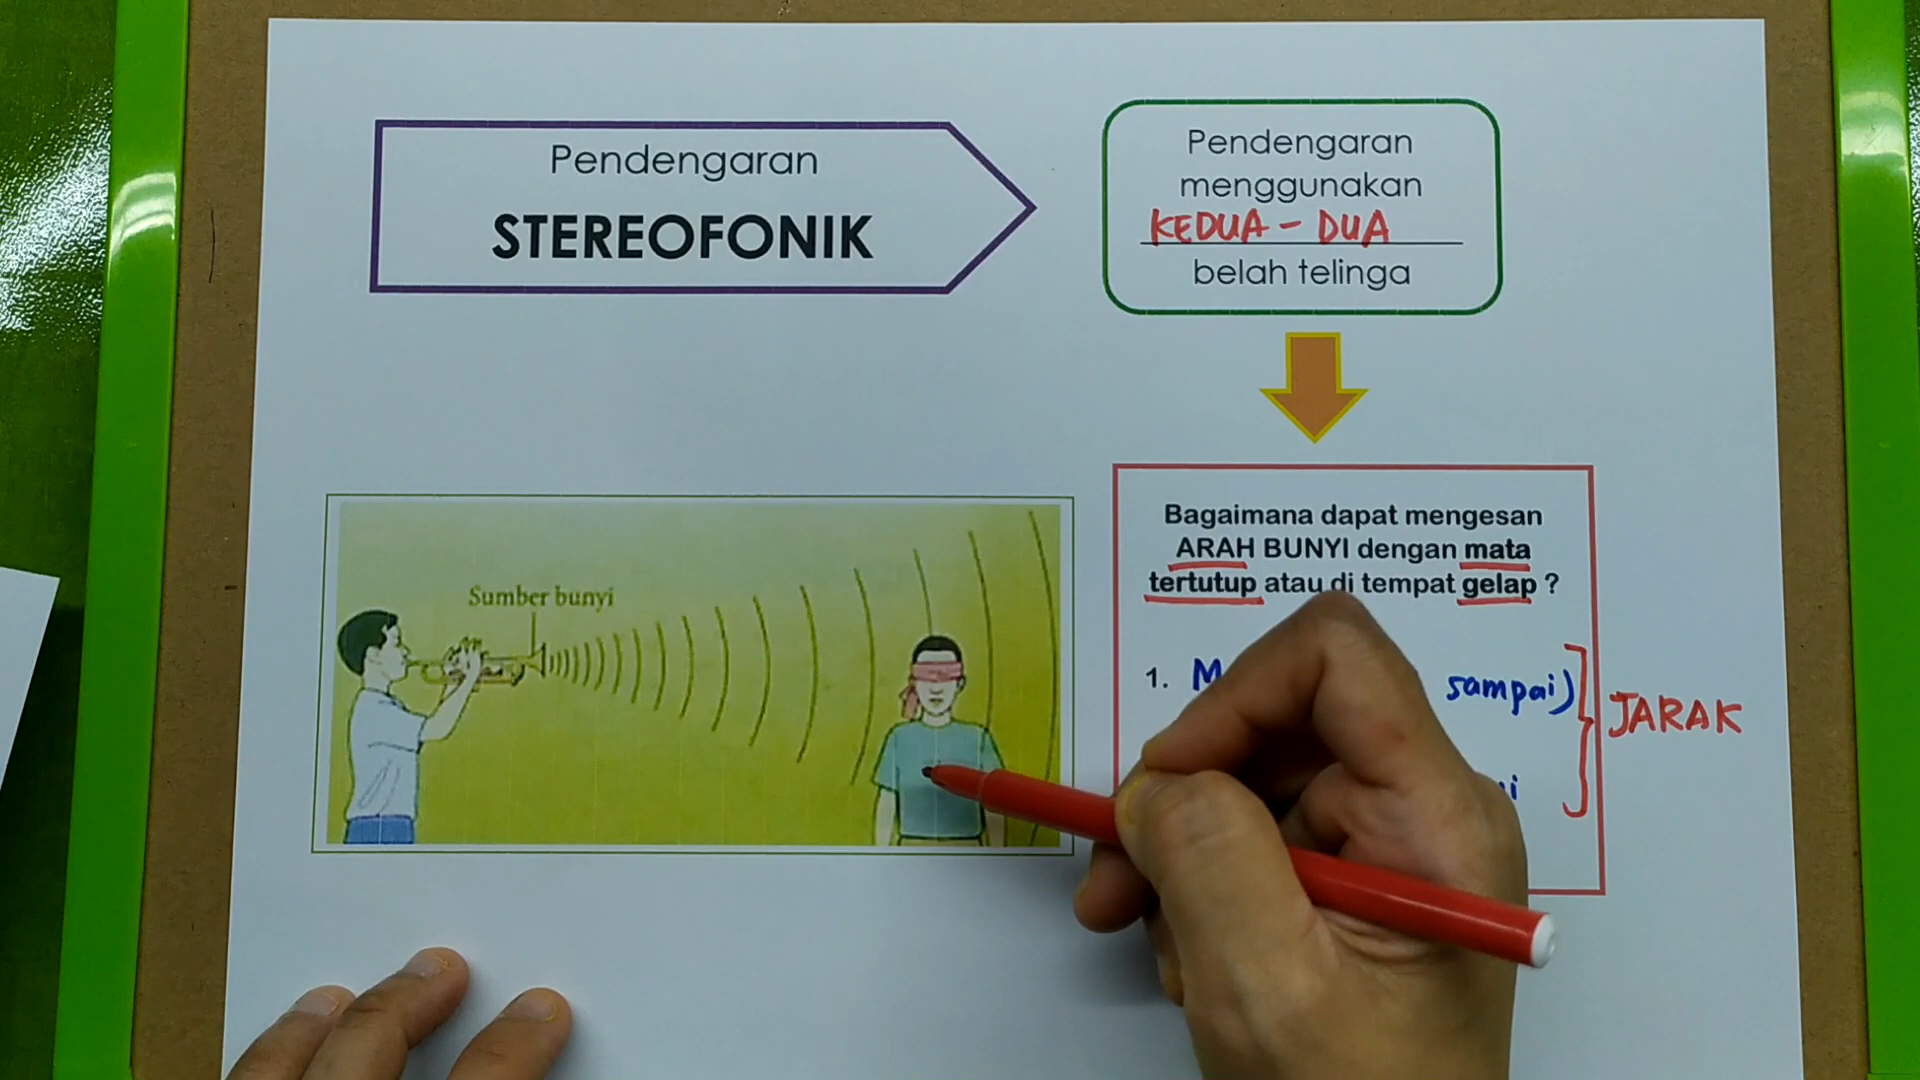 Pendengaran
STEREOFONIK
Pendengaran
menggunakan
KEDUA - DUA
belah telinga
Bagaimana dapat mengesan
ARAH BUNYI dengan mata
tertutup atau di tempat gelap ?
1. sampai)
JARAK
Sumber bunyi